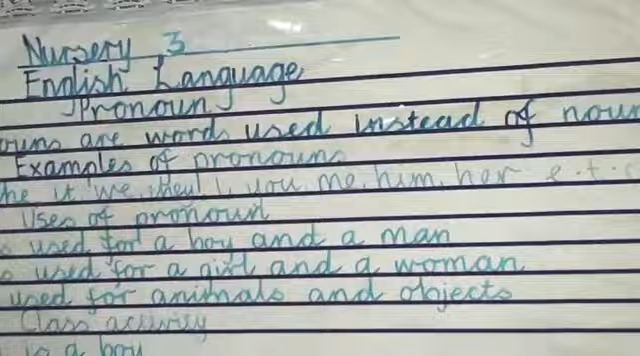 Nursery 3
English Language
Pronoun
ouns are words used instead of noun
Examples of pronouns
he it we, they, I, you, me, him, her e.t.c
Uses of pronoun
s used for a boy and a man
s used for a girl and a woman
used for animals and objects
Class activity
is a boy